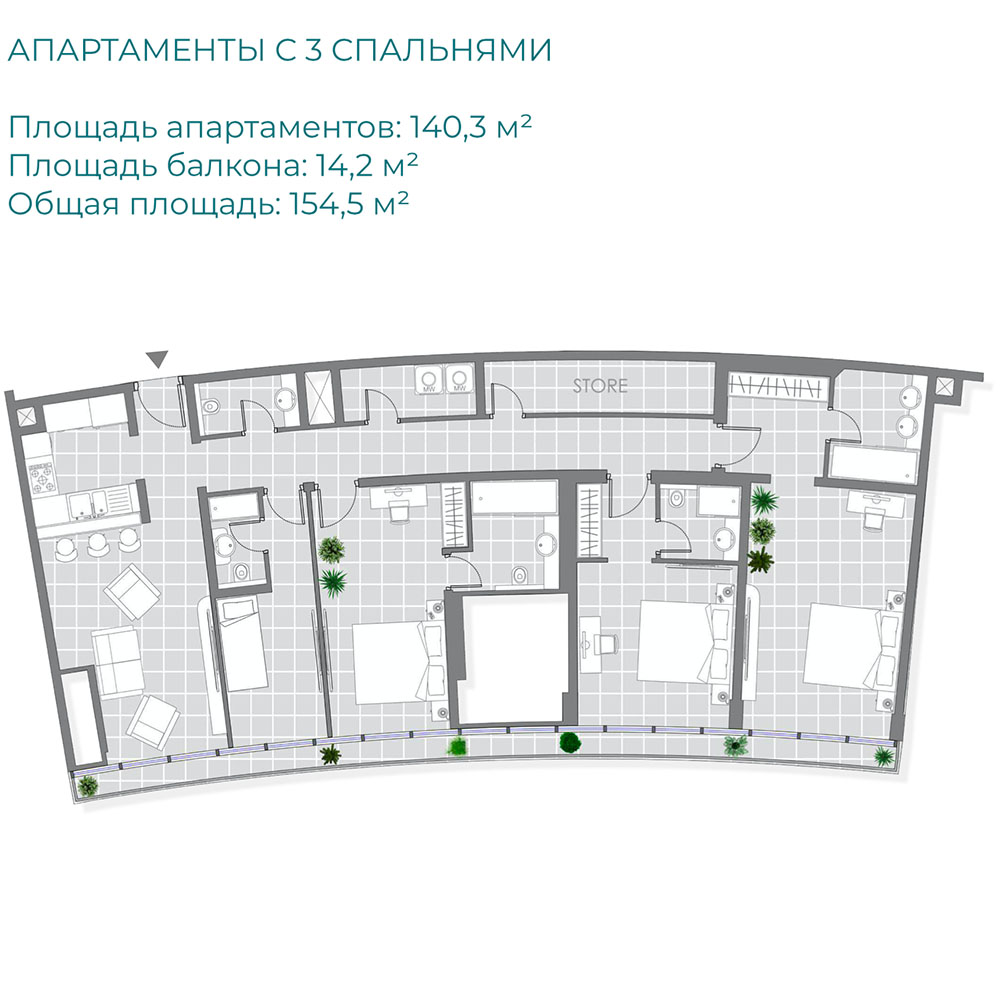 АПАРТАМЕНТЫ С 3 СПАЛЬНЯМИ
Площадь апартаментов: 140,3 м²
Площадь балкона: 14,2 м²
Общая площадь: 154,5 м²
MW MW
STORE